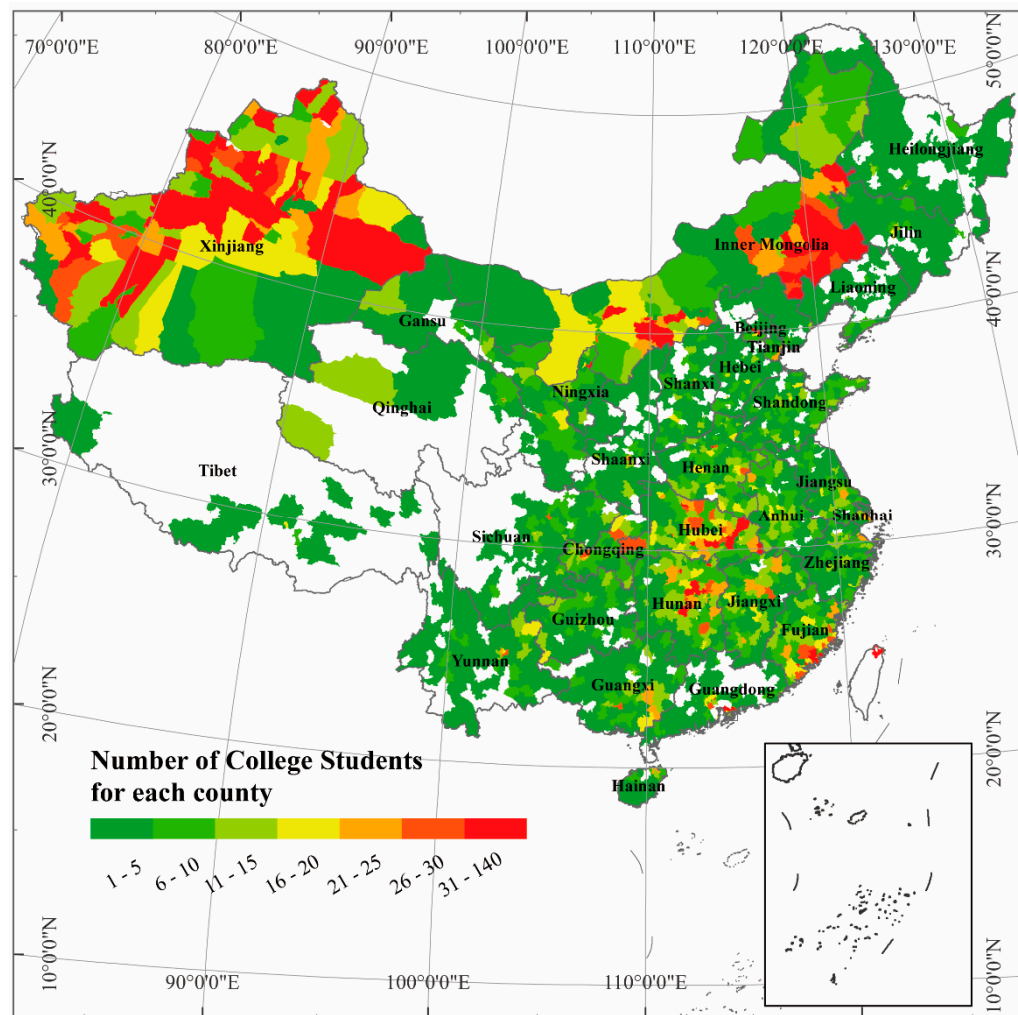 70°0'0"E
80°0'0"E
90°0'0"E
100°0'0"E
110°0'0"E
120°0'0"E
130°0'0"E
50°0'0"N
40°0'0"N
30°0'0"N
20°0'0"N
10°0'0"N
40°0'0"N
30°0'0"N
20°0'0"N
10°0'0"N
Heilongjiang
Jilin
Xinjiang
Inner Mongolia
Liaoning
Gansu
Beijing
Tianjin
Hebei
Ningxia
Shanxi
Qinghai
Shandong
Shaanxi
Henan
Tibet
Jiangsu
Anhui
Shanhai
Hubei
Sichuan
Chongqing
Zhejiang
Hunan
Jiangxi
Guizhou
Fujian
Yunnan
Guangxi
Guangdong
Hainan
Number of College Students
for each county
1 - 5
6 - 10
11 - 15
16 - 20
21 - 25
26 - 30
31 - 140
90°0'0"E
100°0'0"E
110°0'0"E
120°0'0"E